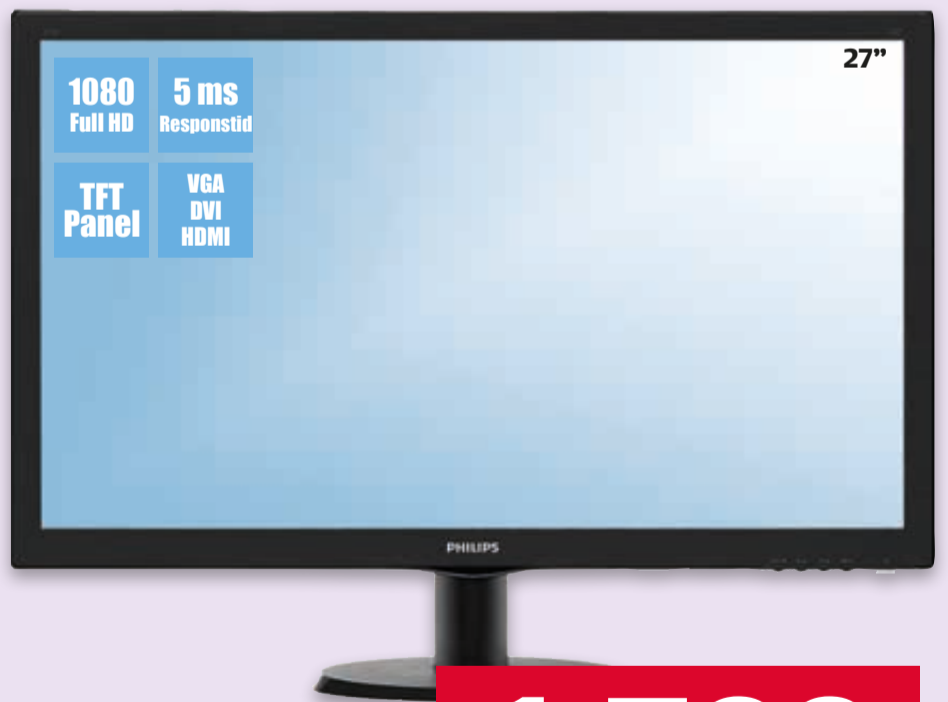 27”
1080
Full HD
5 ms
Responstid
TFT
Panel
VGA
DVI
HDMI
PHILIPS